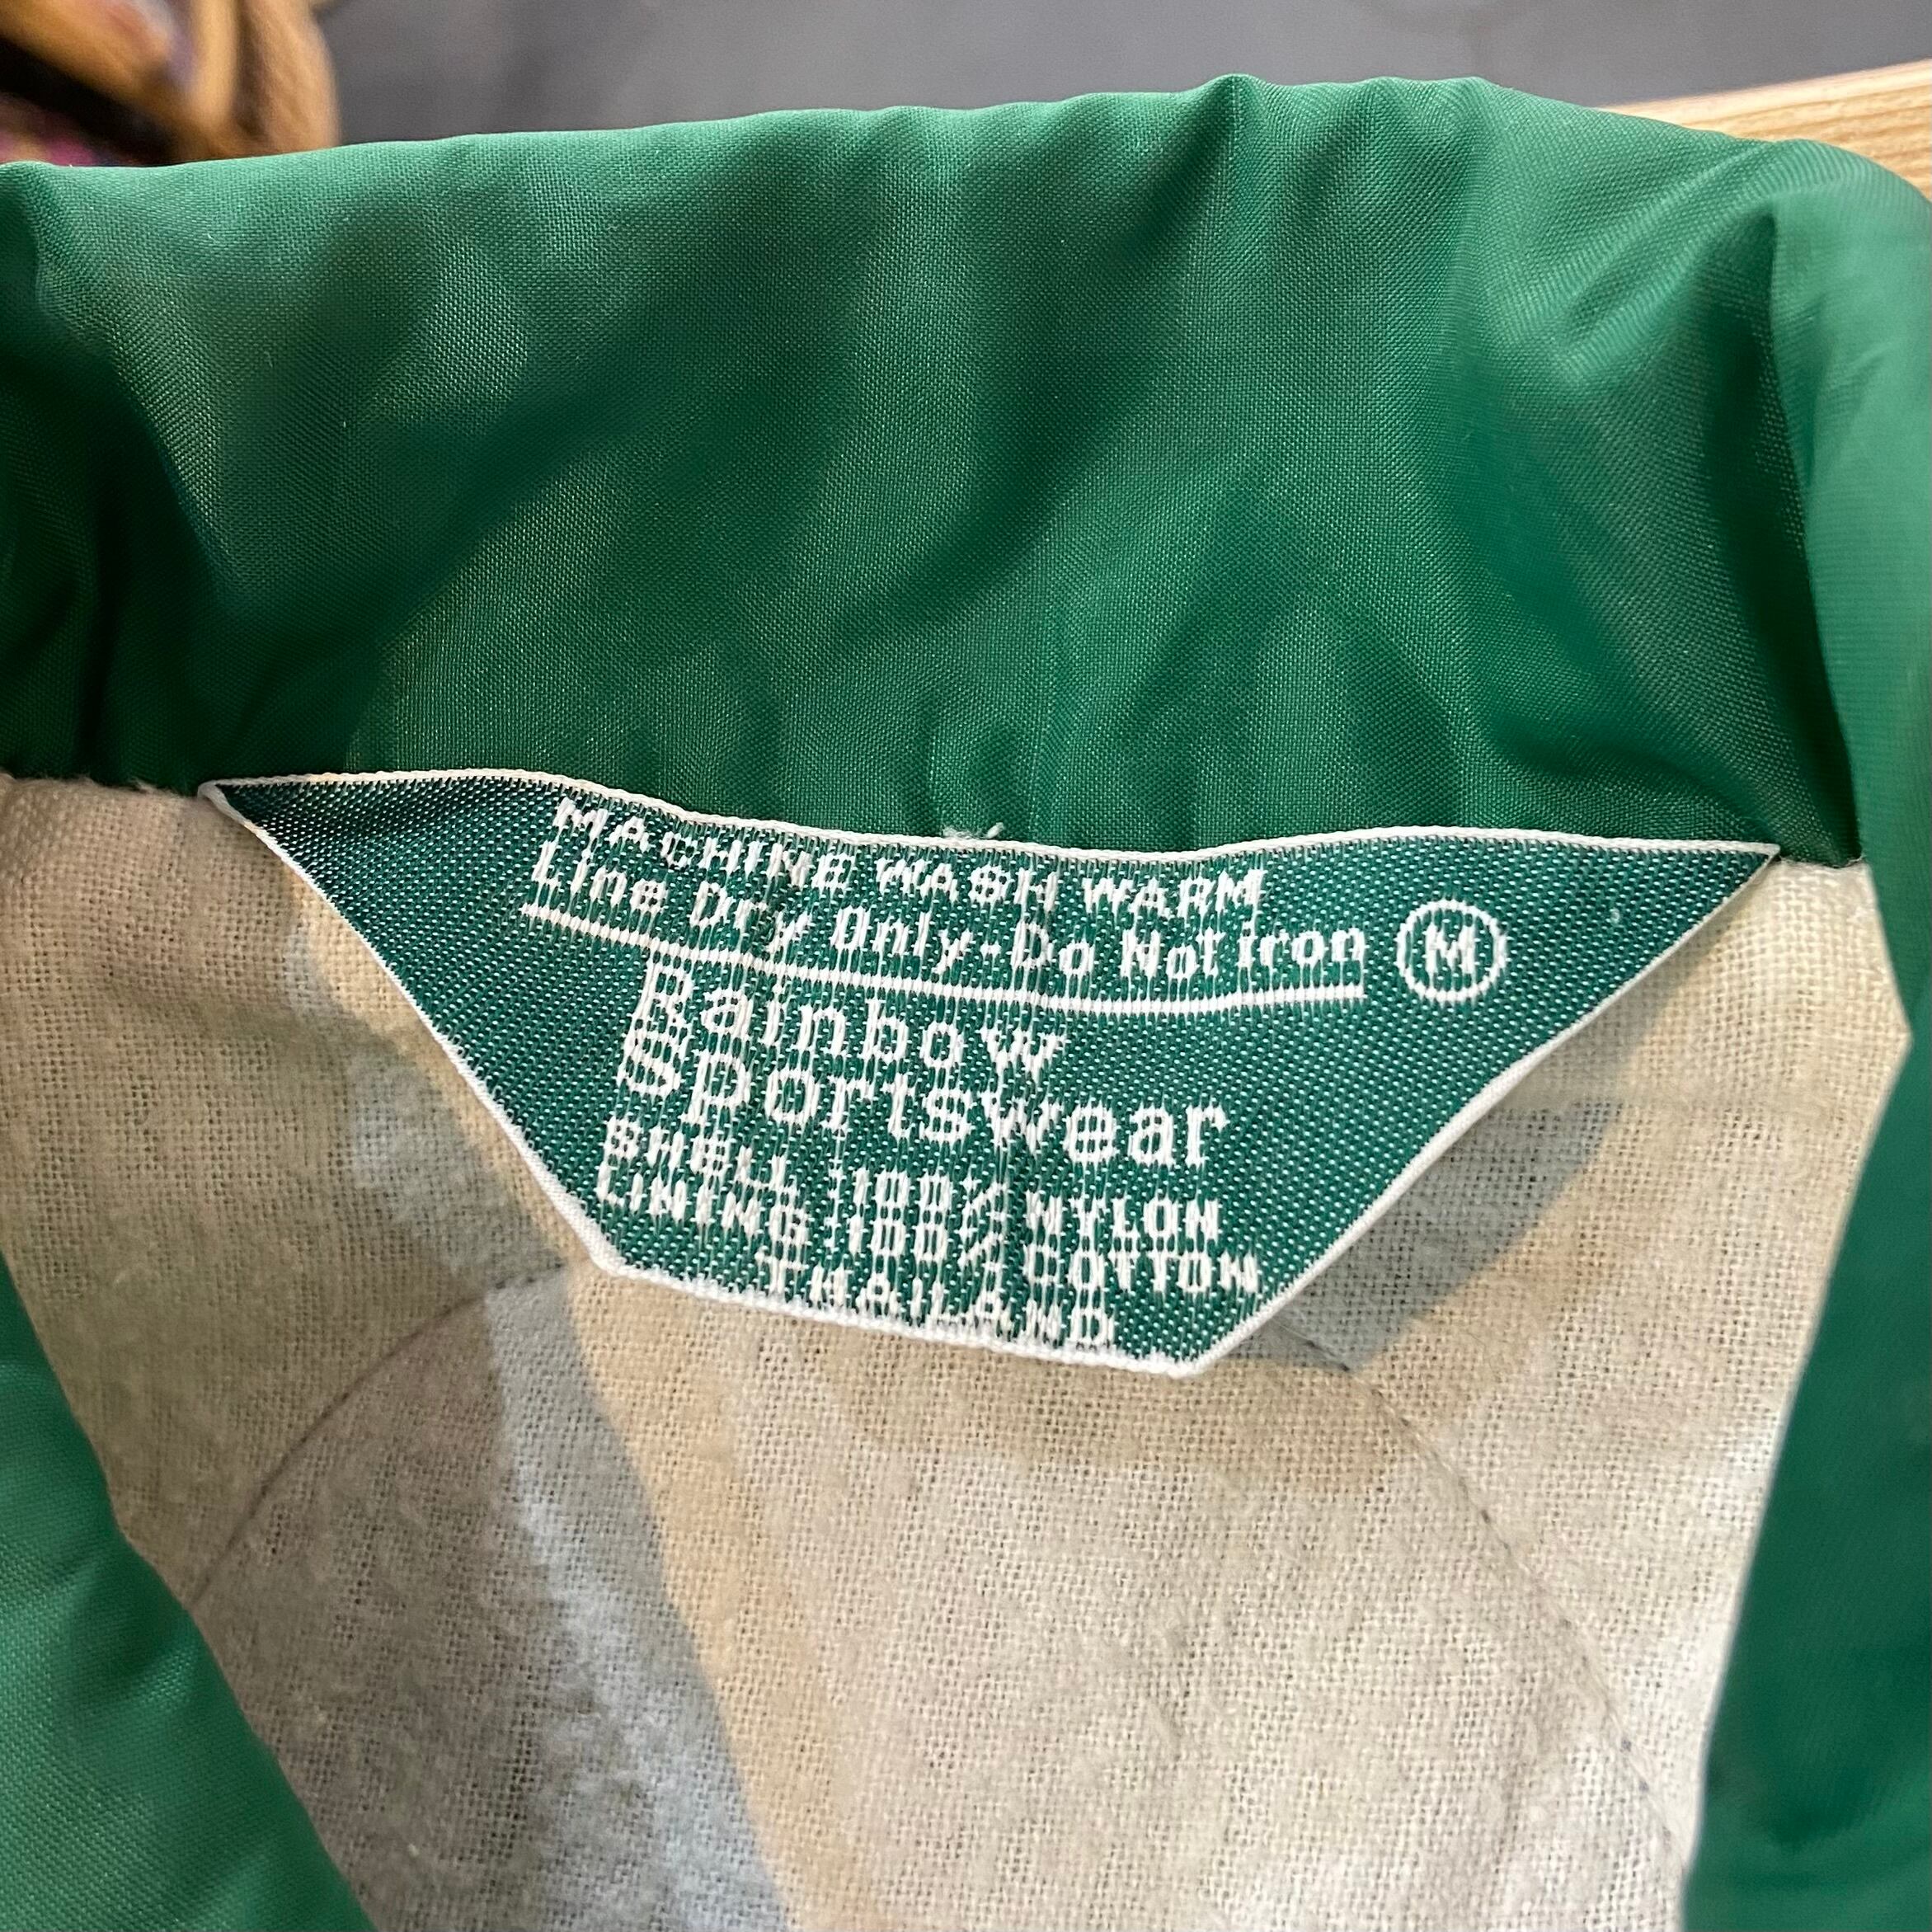 MACHINE WASH WARM
Line Dry Only-Do Not iron
M
Rainbow
Sportswear
SHELL :100% NYLON
LINING :100% COTTON
THAILAND